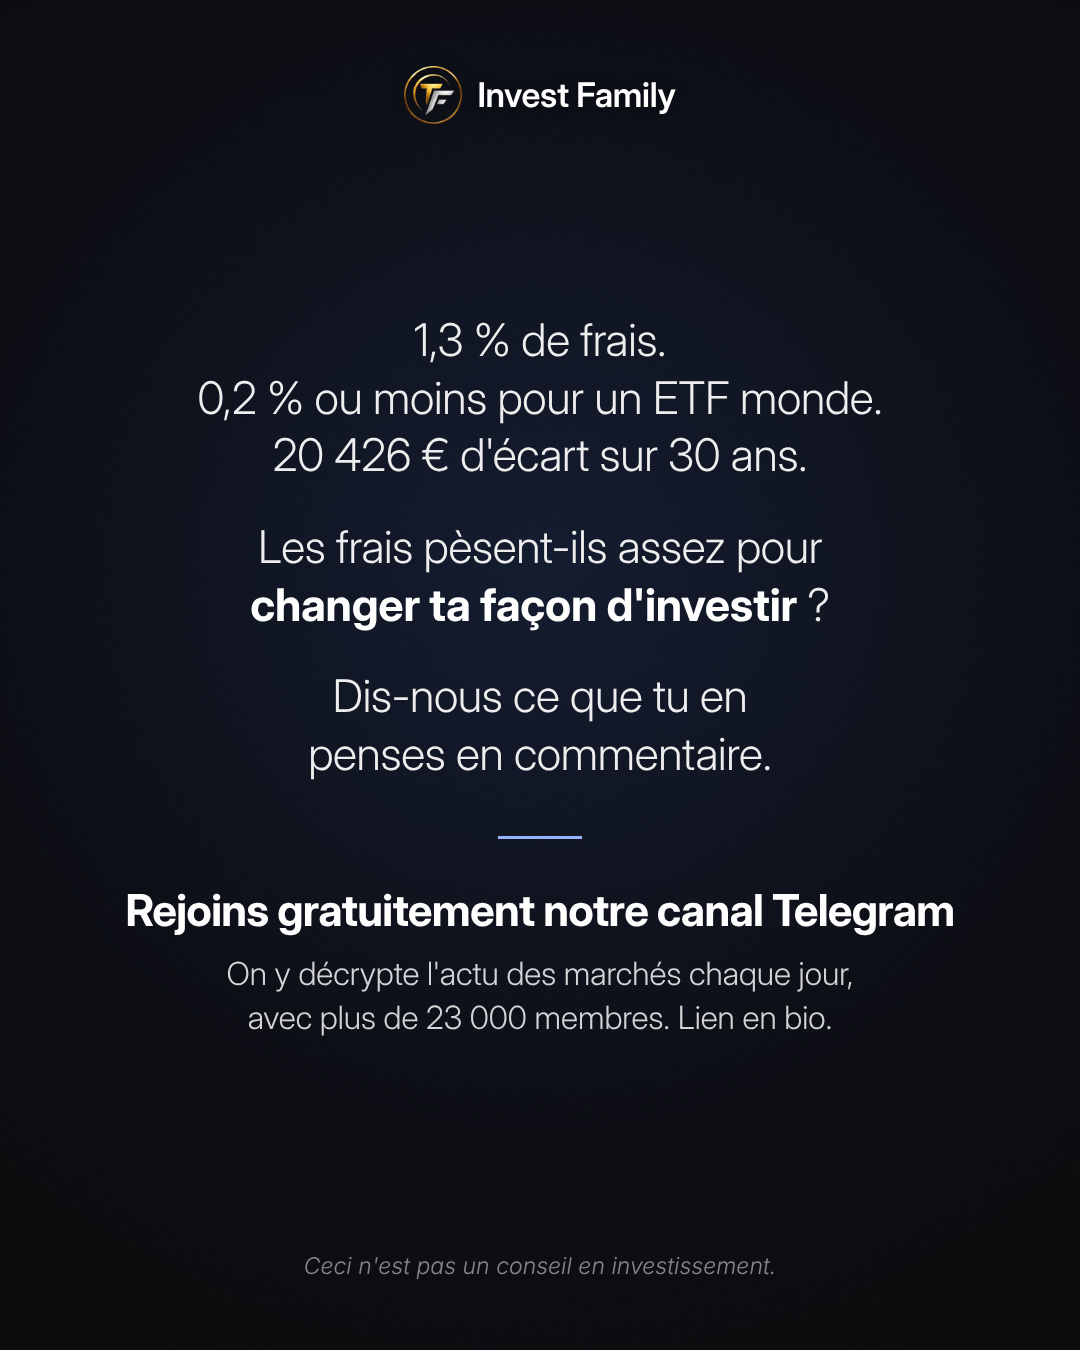 TF
Invest Family
1,3 % de frais.
0,2 % ou moins pour un ETF monde.
20 426 € d'écart sur 30 ans.
Les frais pèsent-ils assez pour
changer ta façon d'investir ?
Dis-nous ce que tu en
penses en commentaire.
Rejoins gratuitement notre canal Telegram
On y décrypte l'actu des marchés chaque jour,
avec plus de 23 000 membres. Lien en bio.
Ceci n'est pas un conseil en investissement.